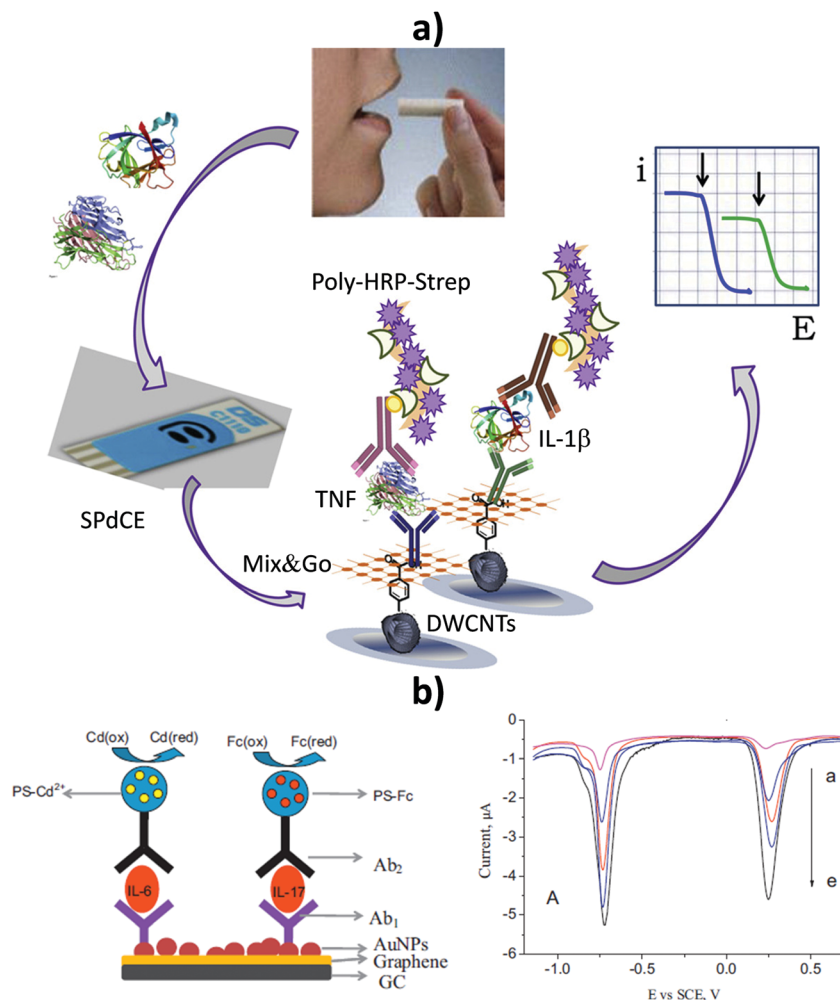 a)
i
E
Poly-HRP-Strep
IL-1β
TNF
SPdCE
Mix&Go
DWCNTs
DS
C1110
b)
Cd(ox) Cd(red)
Fc(ox) Fc(red)
PS-Cd²⁺
PS-Fc
Ab₂
IL-6
IL-17
Ab₁
AuNPs
Graphene
GC
0
-1
-2
-3
-4
-5
-6
Current, μA
a
e
A
-1.0 -0.5 0.0 0.5
E vs SCE, V